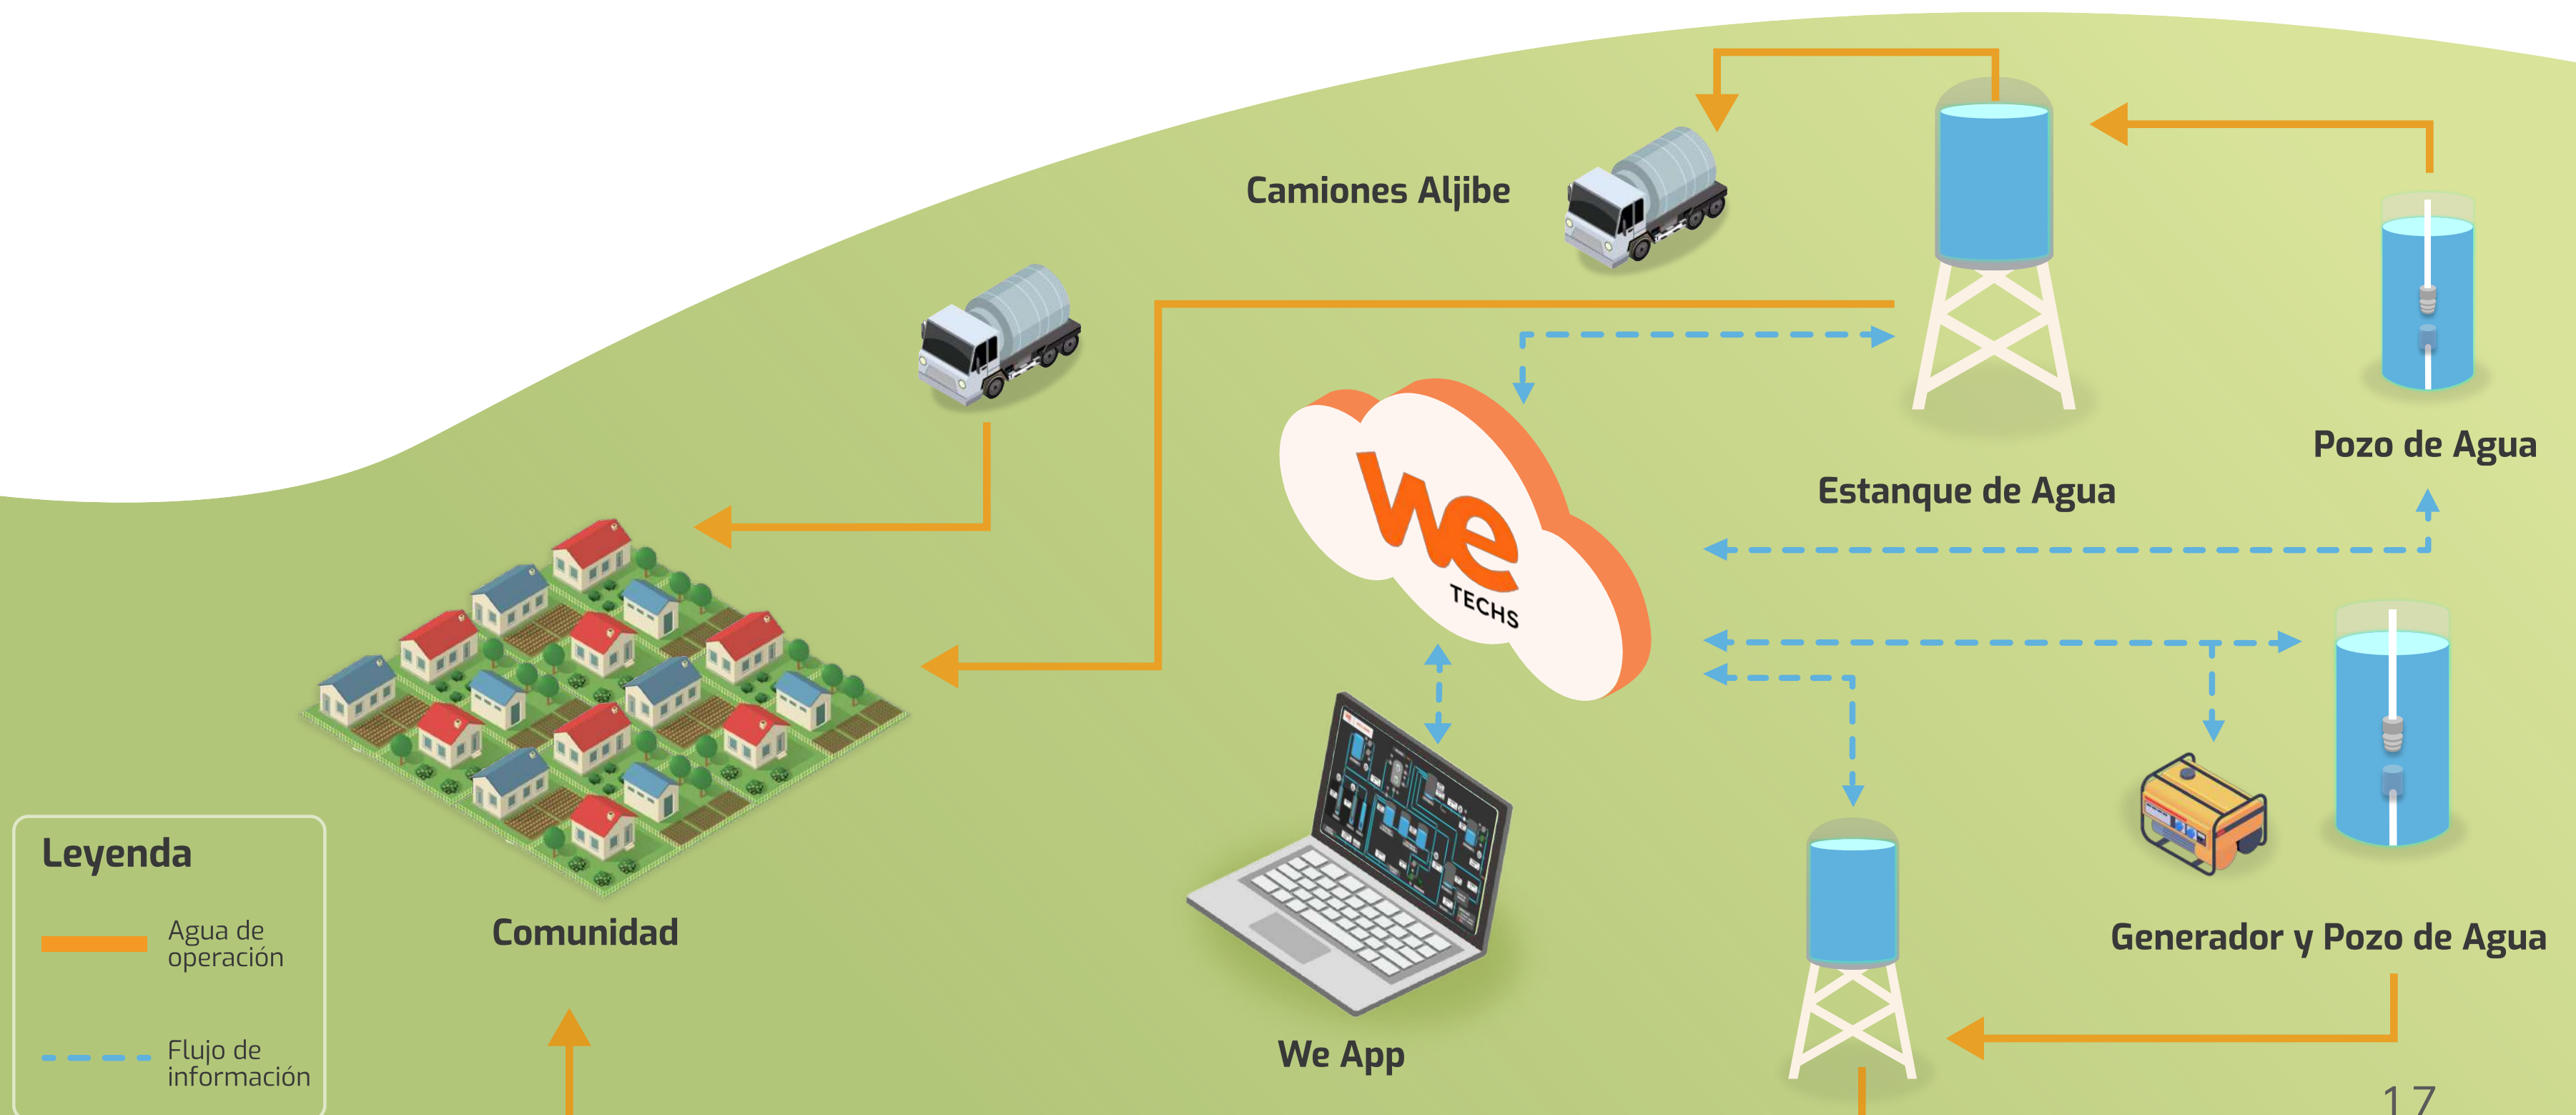 Camiones Aljibe
Pozo de Agua
Estanque de Agua
we
TECHS
Leyenda
Agua de
operación
Flujo de
información
Comunidad
We App
Generador y Pozo de Agua
17